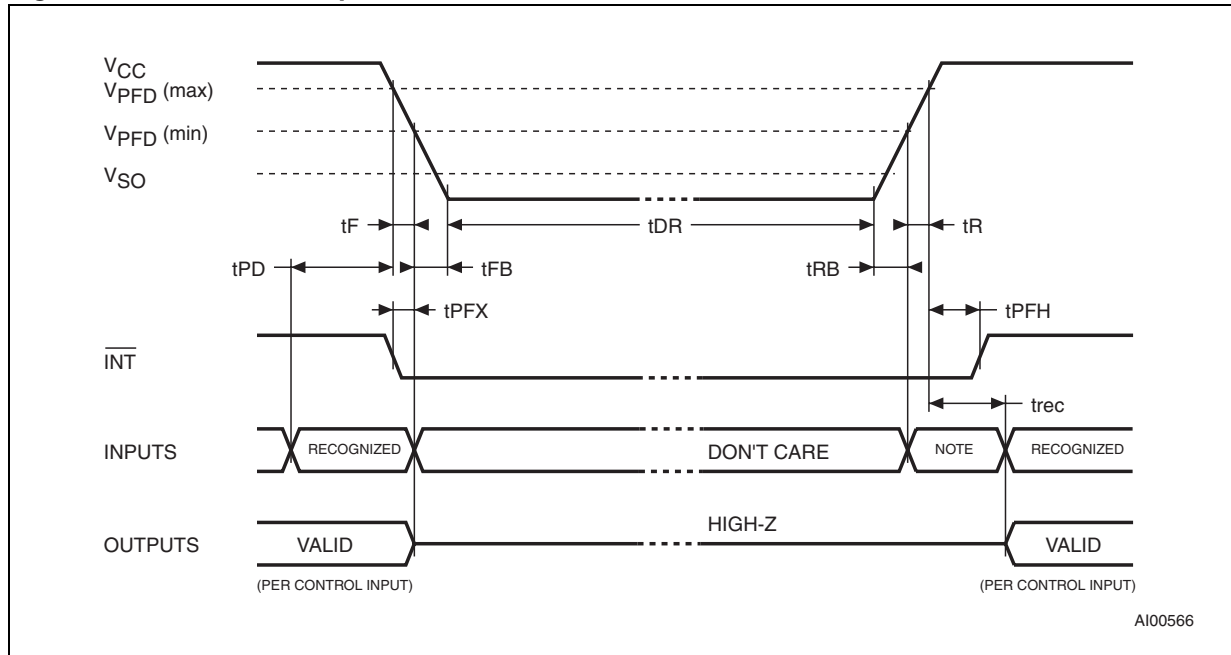 VCC
VPFD (max)
VPFD (min)
VSO
tF
tDR
tR
tPD
tFB
tRB
tPFX
tPFH
INT
trec
INPUTS
RECOGNIZED
DON'T CARE
NOTE
RECOGNIZED
HIGH-Z
OUTPUTS
VALID
VALID
(PER CONTROL INPUT)
(PER CONTROL INPUT)
AI00566